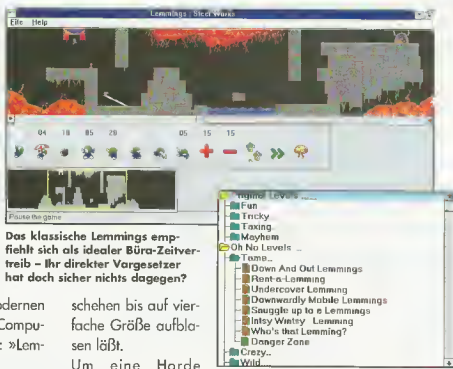 Lemmings : Steel Works
File Help
04 18 05 20 05 15 15
Pause the game
Original Levels ...
Fun
Tricky
Taxing..
Mayhem
Oh No Levels ...
Tame..
Down And Out Lemmings
Rent-a-Lemming
Undercover Lemming
Downwardly Mobile Lemmings
Snuggle up to a Lemmings
Intsy Wintsy Lemming
Who's that Lemming?
Danger Zone
Crazy..
Wild..
Das klassische Lemmings emp-
fiehlt sich als idealer Büro-Zeitver-
treib – Ihr direkter Vorgesetzer
hat doch sicher nichts dagegen?
odernen
Compu-
»Lem-
schehen bis auf vier-
fache Größe aufbla-
sen läßt.
Um eine Horde